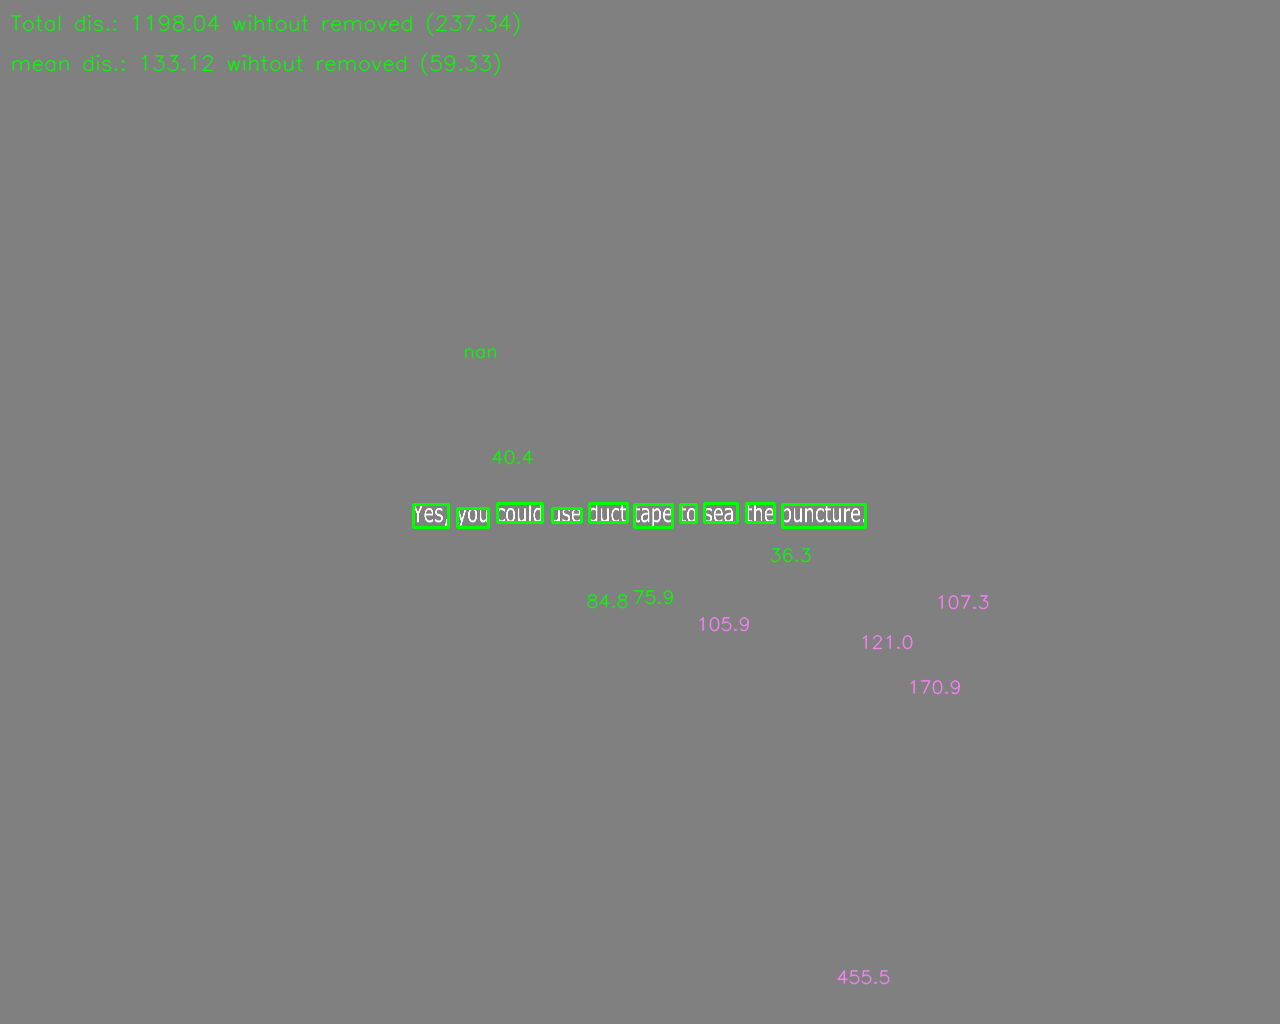 Total dis.: 1198.04 wihtout removed (237.34)
mean dis.: 133.12 wihtout removed (59.33)
nan
40.4
Yes, you could use duct tape to sea the puncture.
36.3
84.8 75.9
107.3
105.9
121.0
170.9
455.5